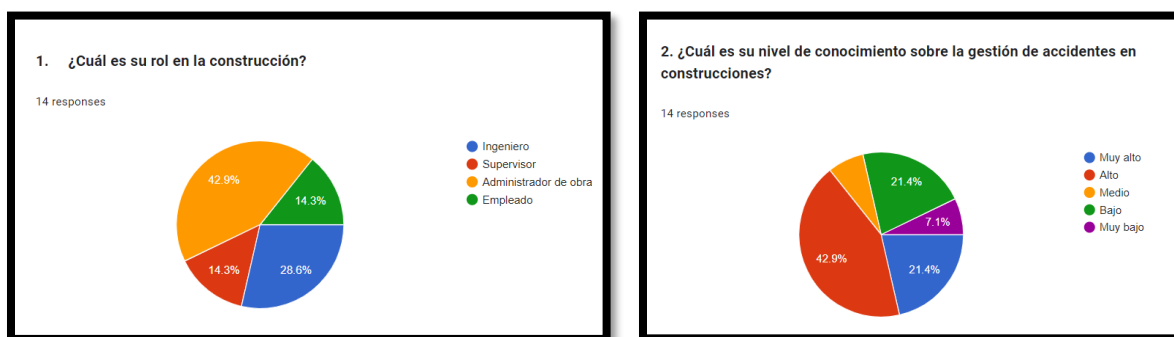 1. ¿Cuál es su rol en la construcción?
14 responses
42.9%
14.3%
14.3%
28.6%
Ingeniero
Supervisor
Administrador de obra
Empleado
2. ¿Cuál es su nivel de conocimiento sobre la gestión de accidentes en
construcciones?
14 responses
21.4%
7.1%
42.9%
21.4%
Muy alto
Alto
Medio
Bajo
Muy bajo